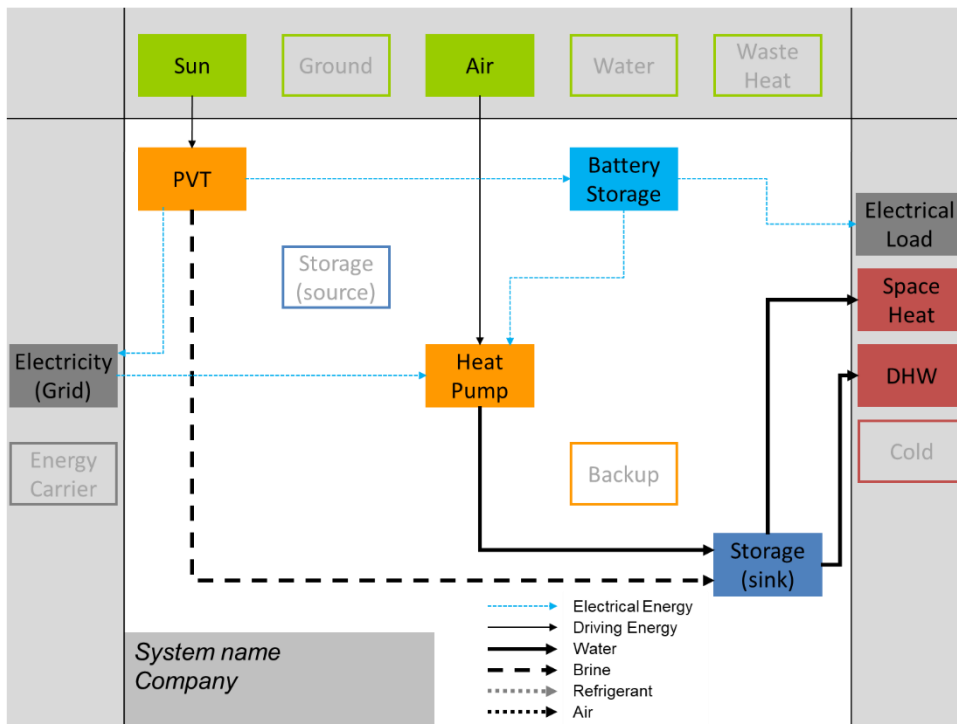 Sun
Ground
Air
Water
Waste
Heat
PVT
Battery
Storage
Electrical
Load
Storage
(source)
Space
Heat
Electricity
(Grid)
Heat
Pump
DHW
Energy
Carrier
Backup
Cold
Storage
(sink)
Electrical Energy
Driving Energy
Water
Brine
Refrigerant
Air
System name
Company